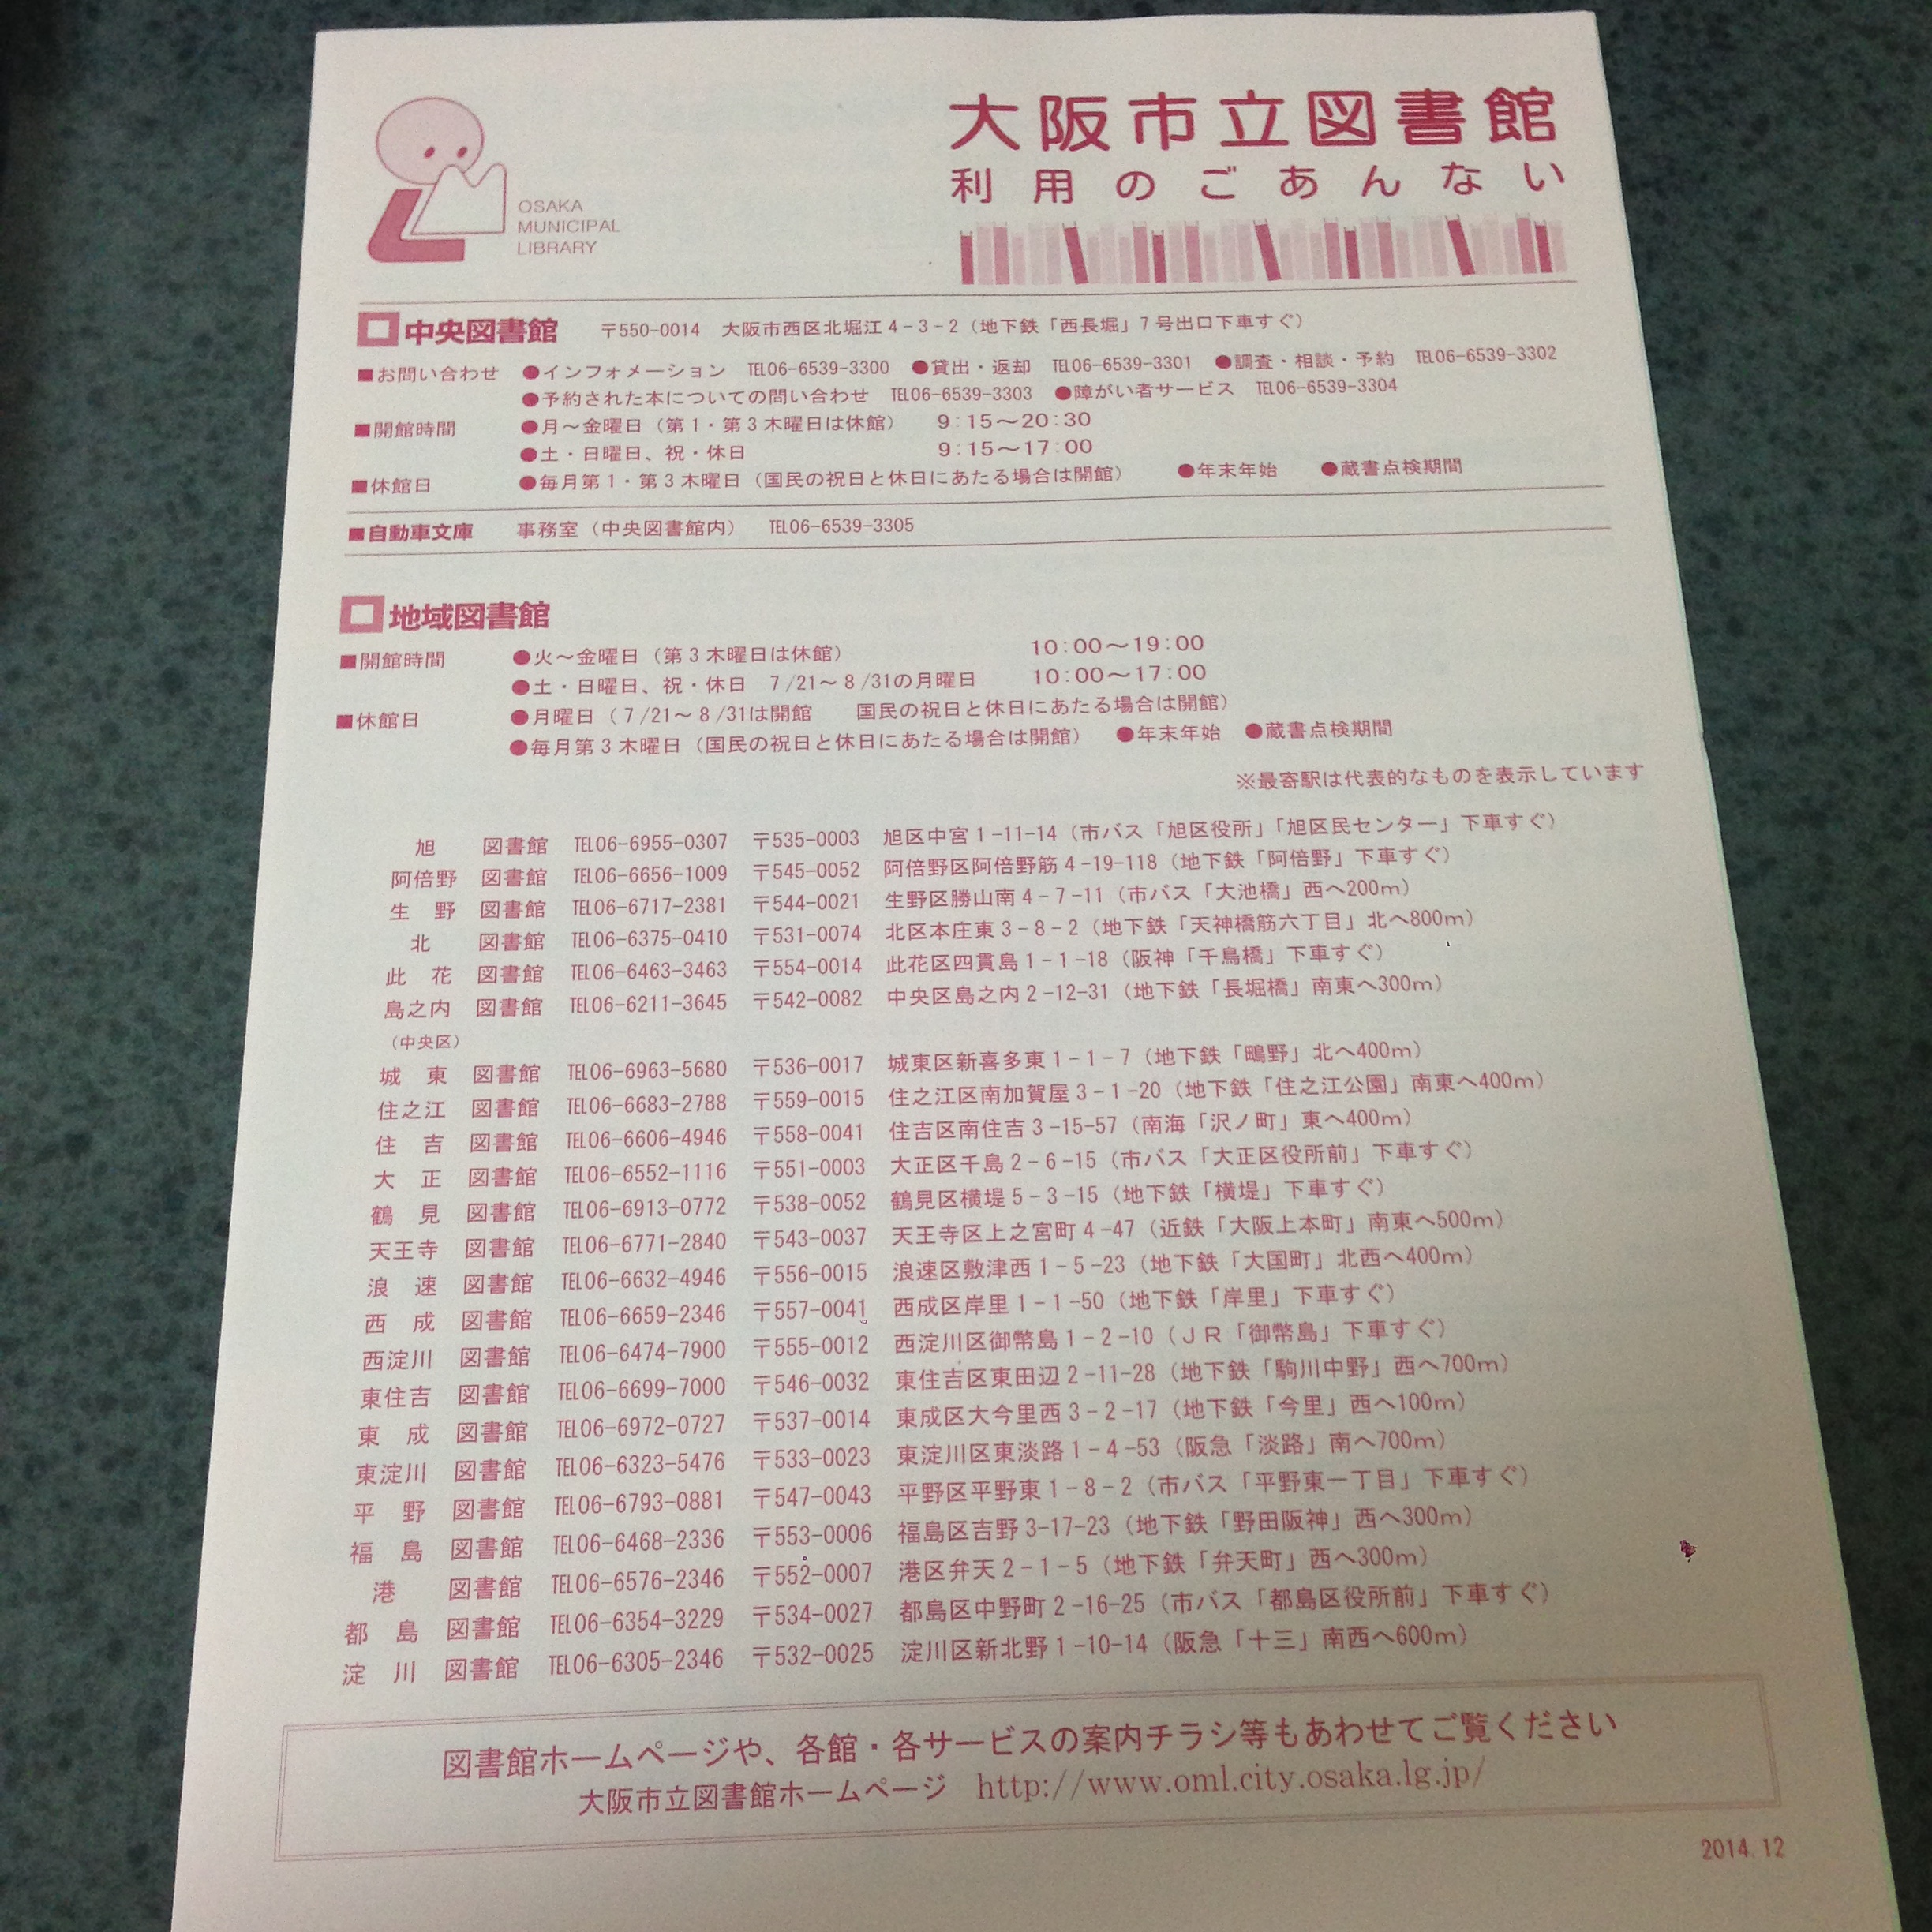 大阪市立図書館
利用のごあんない
OSAKA
MUNICIPAL
LIBRARY
中央図書館 〒550-0014 大阪市西区北堀江4-3-2（地下鉄「西長堀」7号出口下車すぐ）
■お問い合わせ ●インフォメーション TEL06-6539-3300 ●貸出・返却 TEL06-6539-3301 ●調査・相談・予約 TEL06-6539-3302
●予約された本についての問い合わせ TEL06-6539-3303 ●障がい者サービス TEL06-6539-3304
■開館時間 ●月〜金曜日（第1・第3木曜日は休館） 9:15〜20:30
●土・日曜日、祝・休日 9:15〜17:00
■休館日 ●毎月第1・第3木曜日（国民の祝日と休日にあたる場合は開館） ●年末年始 ●蔵書点検期間
■自動車文庫 事務室（中央図書館内） TEL06-6539-3305
地域図書館
■開館時間 ●火〜金曜日（第3木曜日は休館） 10:00〜19:00
●土・日曜日、祝・休日 7/21〜8/31の月曜日 10:00〜17:00
■休館日 ●月曜日（7/21〜8/31は開館 国民の祝日と休日にあたる場合は開館）
●毎月第3木曜日（国民の祝日と休日にあたる場合は開館） ●年末年始 ●蔵書点検期間
※最寄駅は代表的なものを表示しています
旭 図書館 TEL06-6955-0307 〒535-0003 旭区中宮1-11-14（市バス「旭区役所」「旭区民センター」下車すぐ）
阿倍野 図書館 TEL06-6656-1009 〒545-0052 阿倍野区阿倍野筋4-19-118（地下鉄「阿倍野」下車すぐ）
生野 図書館 TEL06-6717-2381 〒544-0021 生野区勝山南4-7-11（市バス「大池橋」西へ200m）
北 図書館 TEL06-6375-0410 〒531-0074 北区本庄東3-8-2（地下鉄「天神橋筋六丁目」北へ800m）
此花 図書館 TEL06-6463-3463 〒554-0014 此花区四貫島1-1-18（阪神「千鳥橋」下車すぐ）
島之内 図書館 TEL06-6211-3645 〒542-0082 中央区島之内2-12-31（地下鉄「長堀橋」南東へ300m）
（中央区）
城東 図書館 TEL06-6963-5680 〒536-0017 城東区新喜多東1-1-7（地下鉄「鴫野」北へ400m）
住之江 図書館 TEL06-6683-2788 〒559-0015 住之江区南加賀屋3-1-20（地下鉄「住之江公園」南東へ400m）
住吉 図書館 TEL06-6606-4946 〒558-0041 住吉区南住吉3-15-57（南海「沢ノ町」東へ400m）
大正 図書館 TEL06-6552-1116 〒551-0003 大正区千島2-6-15（市バス「大正区役所前」下車すぐ）
鶴見 図書館 TEL06-6913-0772 〒538-0052 鶴見区横堤5-3-15（地下鉄「横堤」下車すぐ）
天王寺 図書館 TEL06-6771-2840 〒543-0037 天王寺区上之宮町4-47（近鉄「大阪上本町」南東へ500m）
浪速 図書館 TEL06-6632-4946 〒556-0015 浪速区敷津西1-5-23（地下鉄「大国町」北西へ400m）
西成 図書館 TEL06-6659-2346 〒557-0041 西成区岸里1-1-50（地下鉄「岸里」下車すぐ）
西淀川 図書館 TEL06-6474-7900 〒555-0012 西淀川区御幣島1-2-10（JR「御幣島」下車すぐ）
東住吉 図書館 TEL06-6699-7000 〒546-0032 東住吉区東田辺2-11-28（地下鉄「駒川中野」西へ700m）
東成 図書館 TEL06-6972-0727 〒537-0014 東成区大今里西3-2-17（地下鉄「今里」西へ100m）
東淀川 図書館 TEL06-6323-5476 〒533-0023 東淀川区東淡路1-4-53（阪急「淡路」南へ700m）
平野 図書館 TEL06-6793-0881 〒547-0043 平野区平野東1-8-2（市バス「平野東一丁目」下車すぐ）
福島 図書館 TEL06-6468-2336 〒553-0006 福島区吉野3-17-23（地下鉄「野田阪神」西へ300m）
港 図書館 TEL06-6576-2346 〒552-0007 港区弁天2-1-5（地下鉄「弁天町」西へ300m）
都島 図書館 TEL06-6354-3229 〒534-0027 都島区中野町2-16-25（市バス「都島区役所前」下車すぐ）
淀川 図書館 TEL06-6305-2346 〒532-0025 淀川区新北野1-10-14（阪急「十三」南西へ600m）
図書館ホームページや、各館・各サービスの案内チラシ等もあわせてご覧ください
大阪市立図書館ホームページ http://www.oml.city.osaka.lg.jp/
2014.12